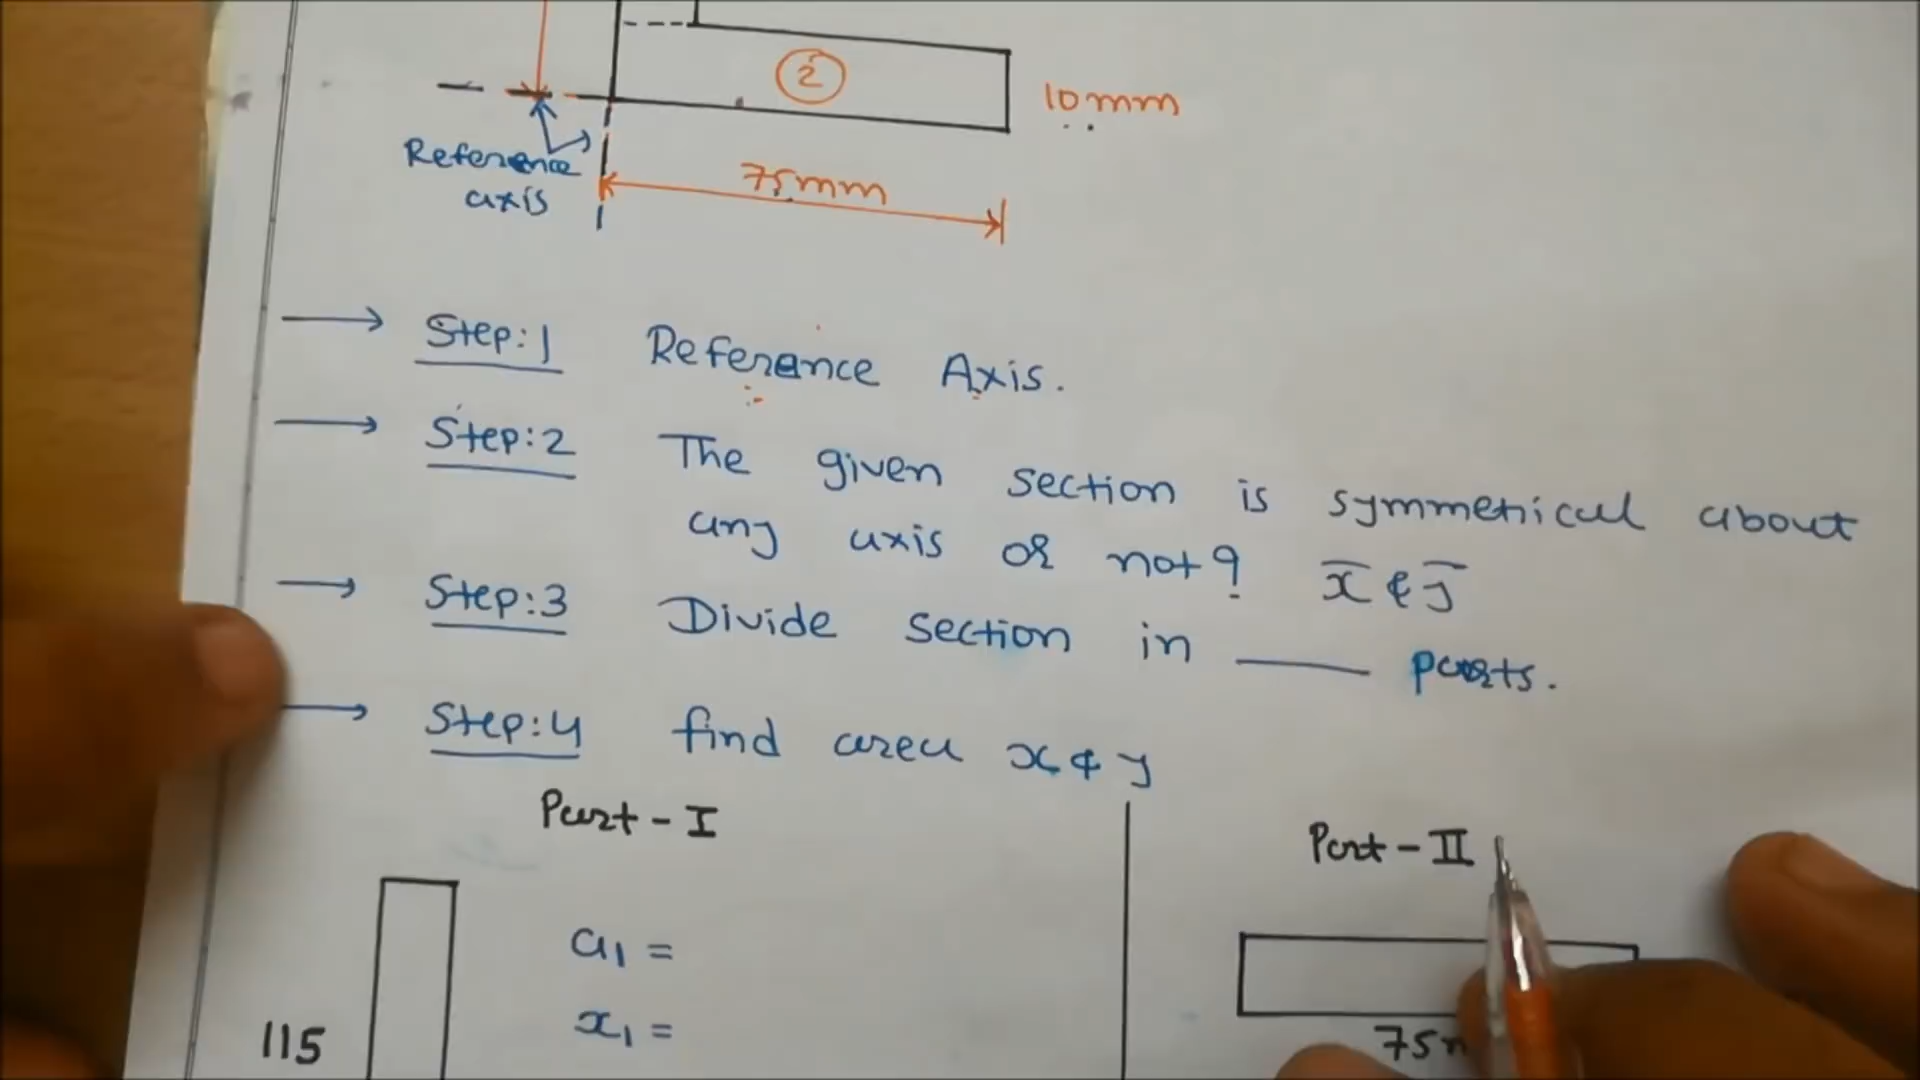 2
10mm
Reference
axis
75mm
Step:1 Reference Axis.
Step:2 The given section is symmetrical about
any axis or not? x̄ & ȳ
Step:3 Divide section in ___ parts.
Step:4 find area x & y
Part - I
Part - II
a₁ =
x₁ =
115